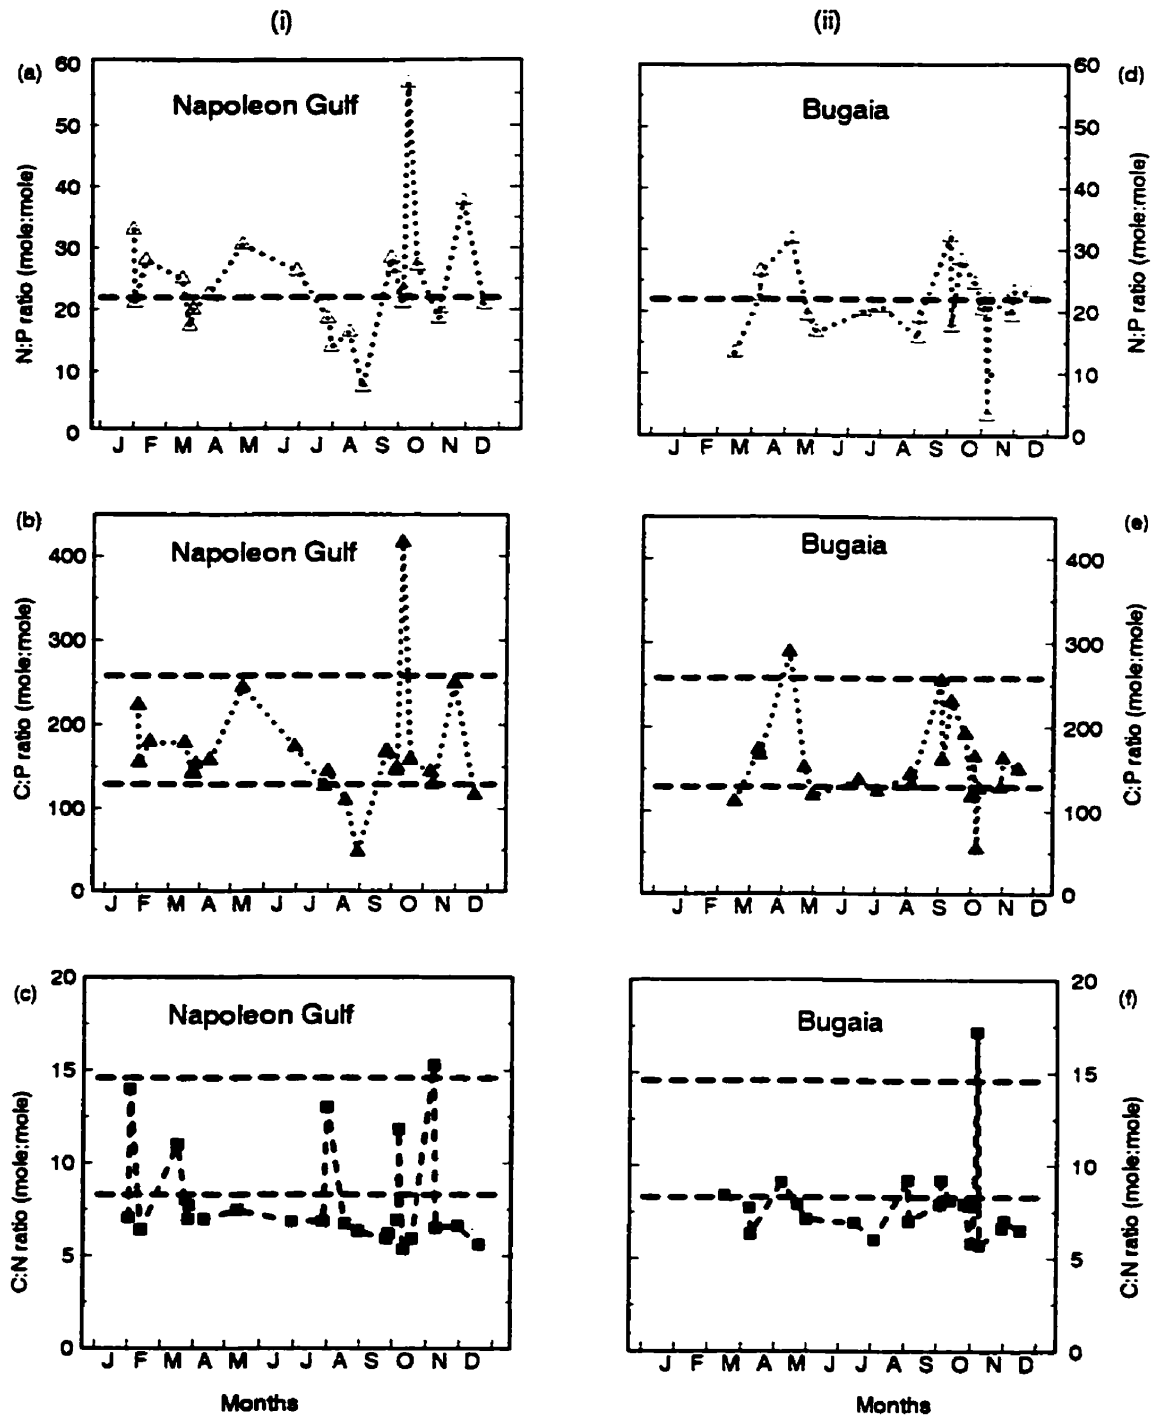 (i)
(ii)
(a)
Napoleon Gulf
N:P ratio (mole:mole)
60
50
40
30
20
10
0
J F M A M J J A S O N D
(d)
Bugaia
N:P ratio (mole:mole)
60
50
40
30
20
10
0
J F M A M J J A S O N D
(b)
Napoleon Gulf
C:P ratio (mole:mole)
400
300
200
100
0
J F M A M J J A S O N D
(e)
Bugaia
C:P ratio (mole:mole)
400
300
200
100
0
J F M A M J J A S O N D
(c)
Napoleon Gulf
C:N ratio (mole:mole)
20
15
10
5
0
J F M A M J J A S O N D
Months
(f)
Bugaia
C:N ratio (mole:mole)
20
15
10
5
0
J F M A M J J A S O N D
Months